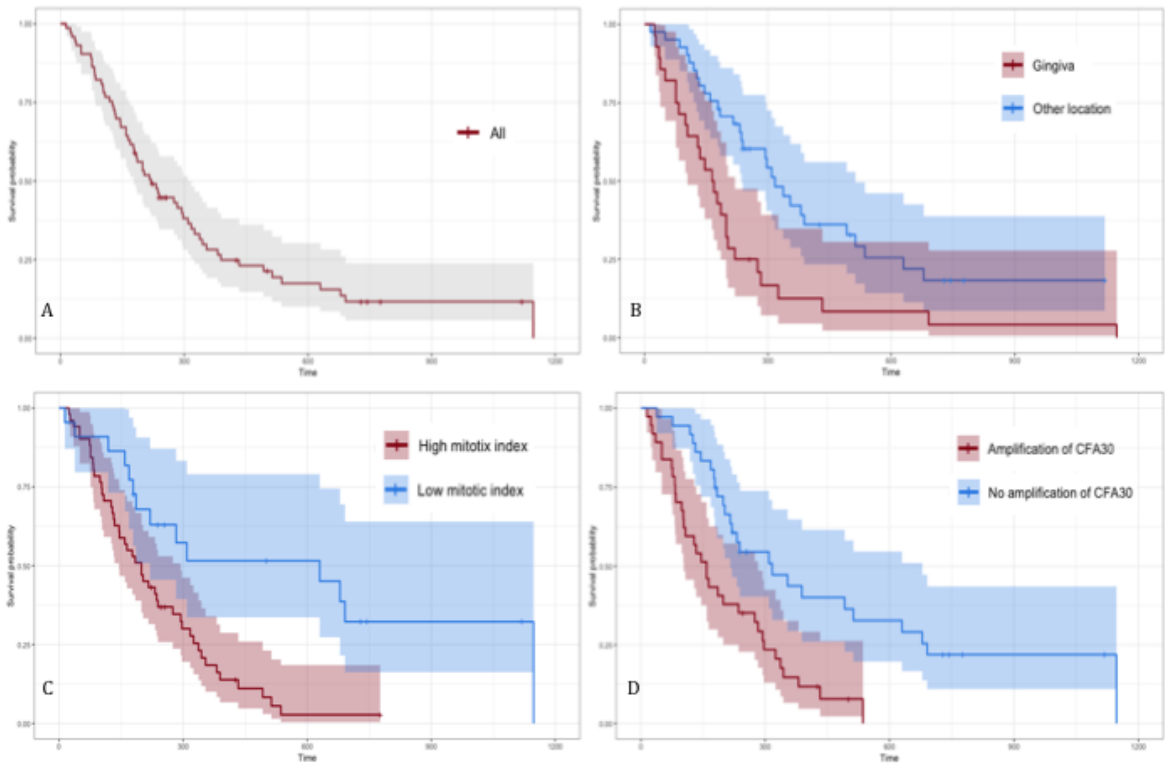 1.00
0.75
0.50
0.25
0.00
Survival probability
All
A
0 300 600 900 1200
Time
1.00
0.75
0.50
0.25
0.00
Survival probability
Gingiva
Other location
B
0 300 600 900 1200
Time
1.00
0.75
0.50
0.25
0.00
Survival probability
High mitotix index
Low mitotic index
C
0 300 600 900 1200
Time
1.00
0.75
0.50
0.25
0.00
Survival probability
Amplification of CFA30
No amplification of CFA30
D
0 300 600 900 1200
Time